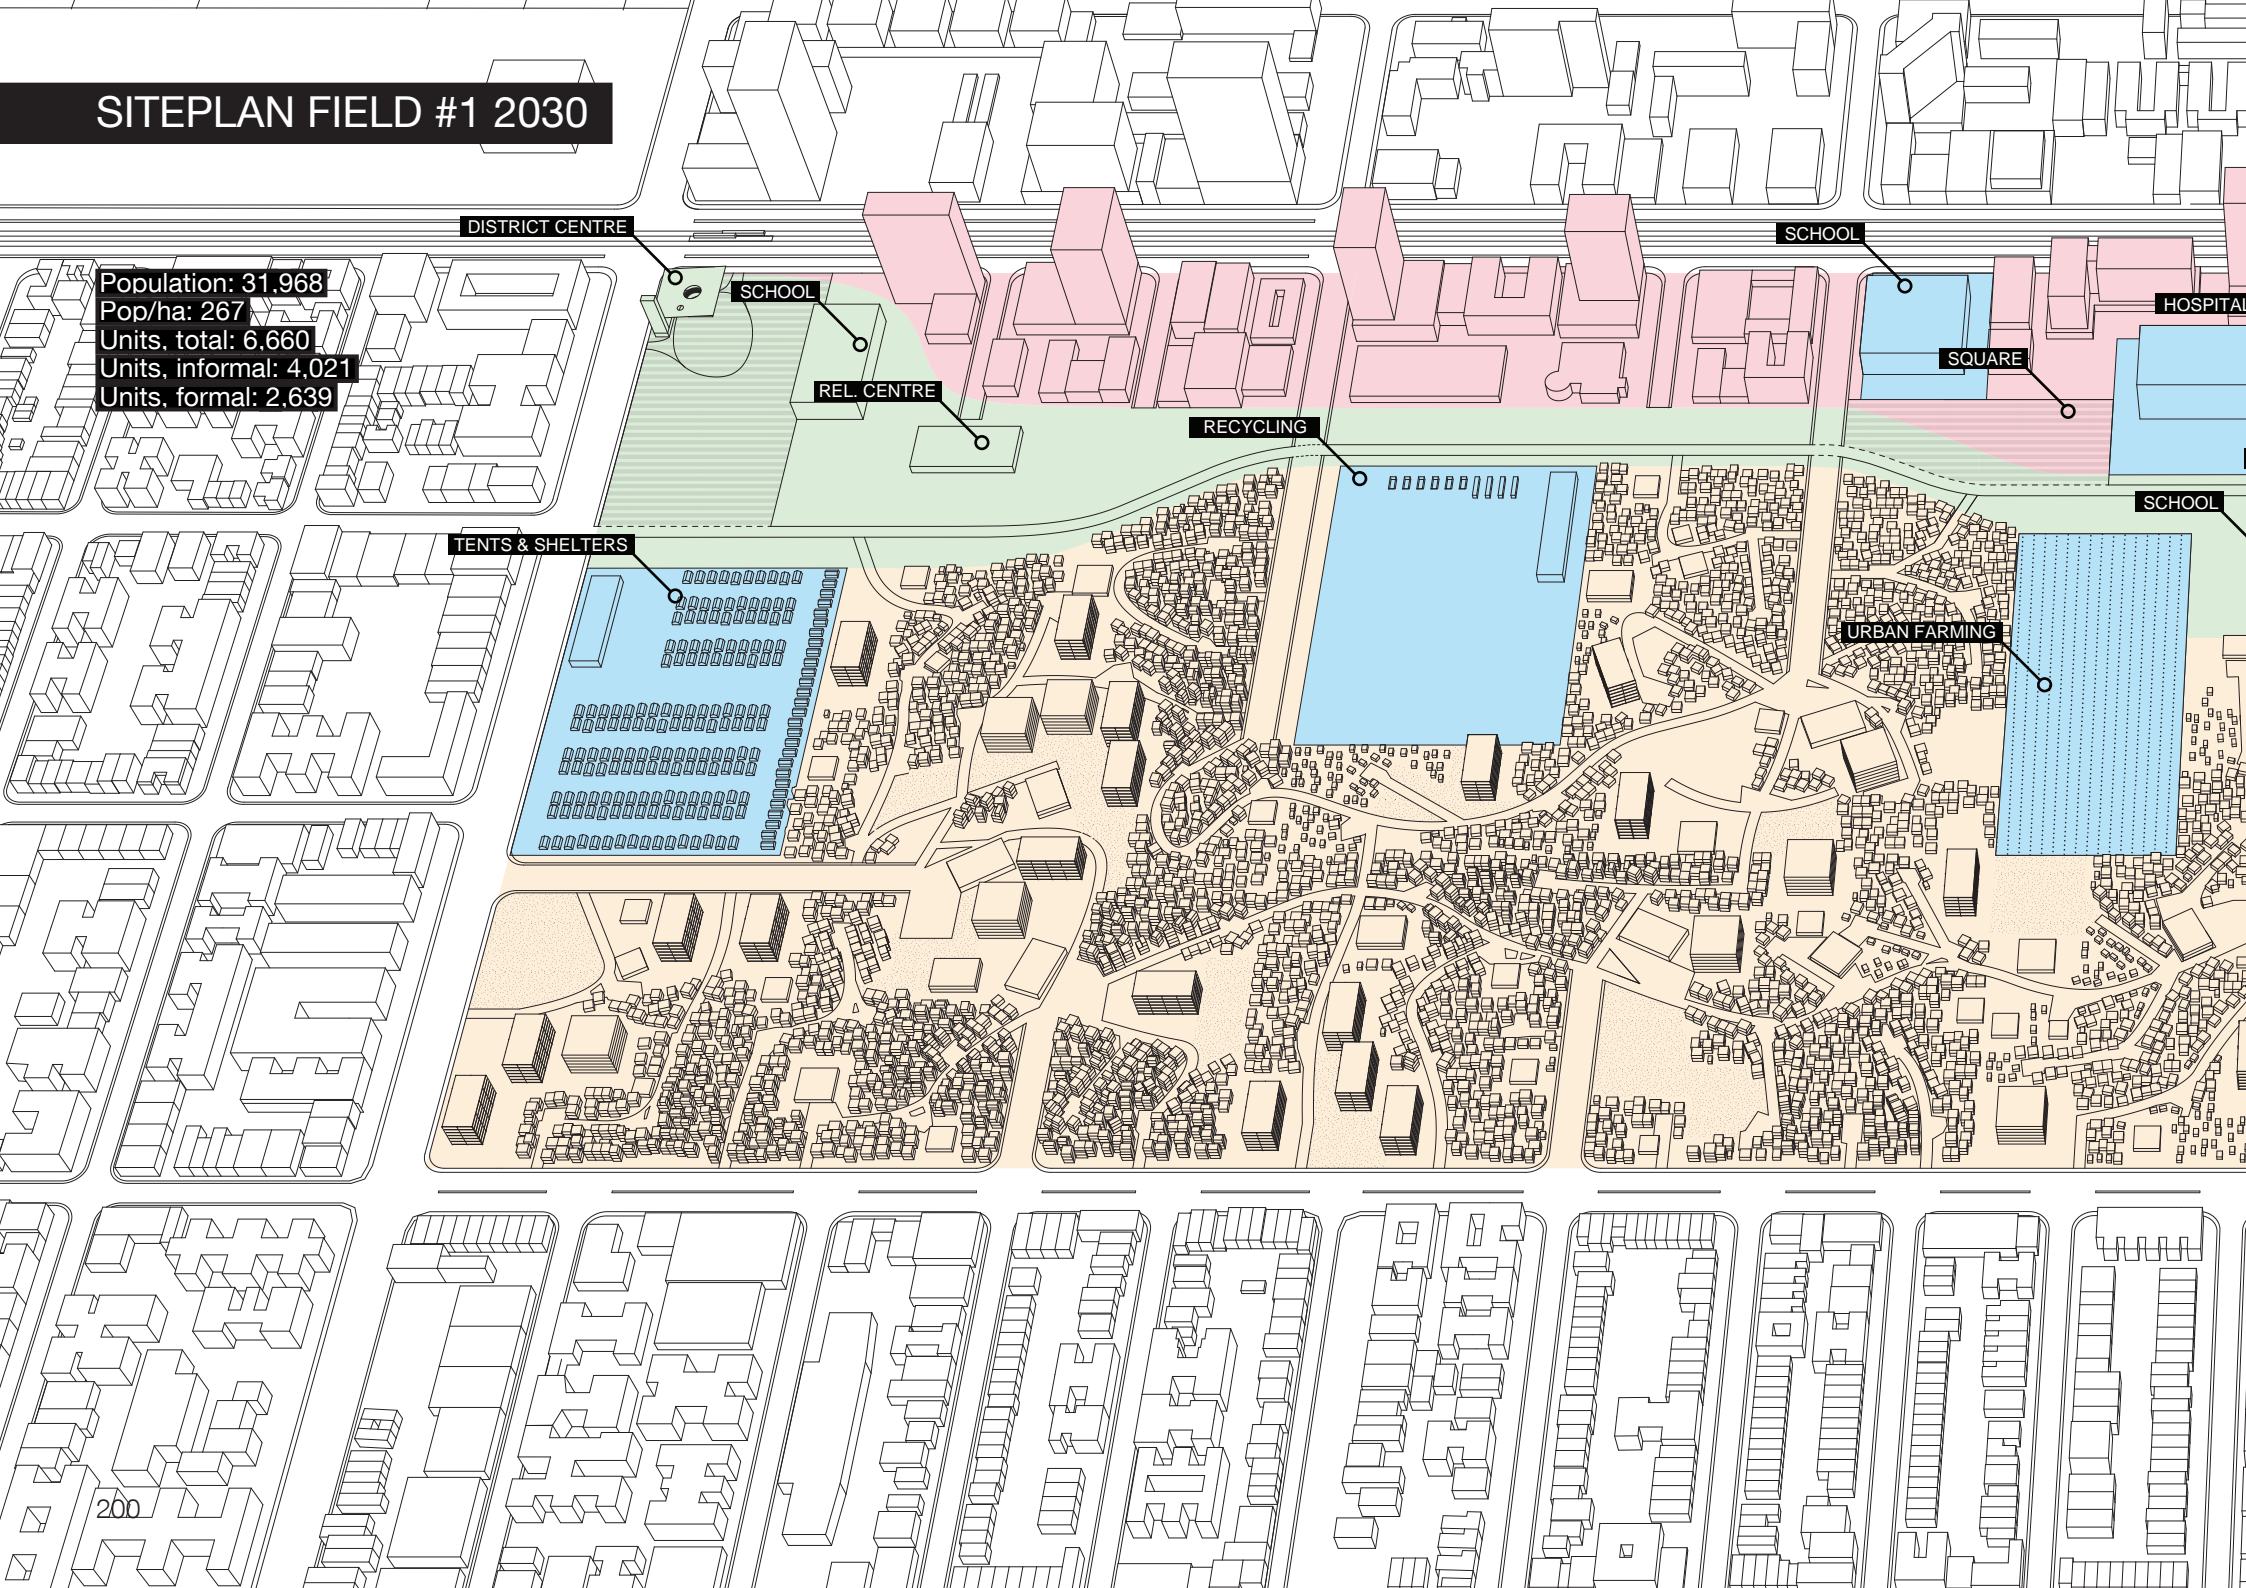 SITEPLAN FIELD #1 2030
DISTRICT CENTRE
SCHOOL
Population: 31,968
Pop/ha: 267
Units, total: 6,660
Units, informal: 4,021
Units, formal: 2,639
SCHOOL
HOSPITAL
SQUARE
REL. CENTRE
RECYCLING
SCHOOL
TENTS & SHELTERS
URBAN FARMING
200